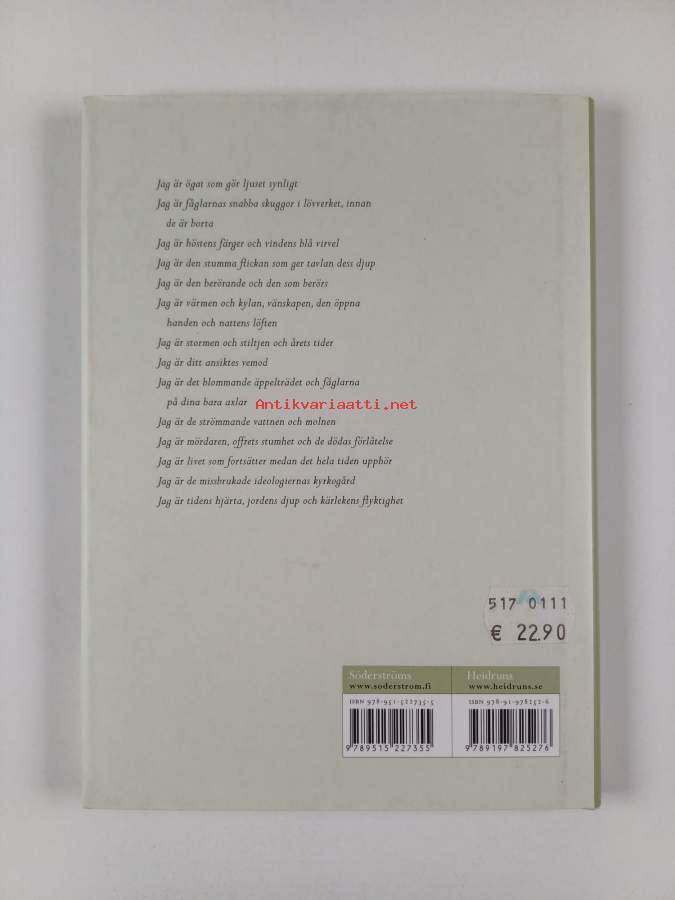 Jag är ögat som gör ljuset synligt
Jag är fåglarnas snabba skuggor i lövverket, innan
de är borta
Jag är höstens färger och vindens blå virvel
Jag är den stumma flickan som ger tavlan dess djup
Jag är den berörande och den som berörs
Jag är värmen och kylan, vänskapen, den öppna
handen och nattens löften
Jag är stormen och stiltjen och årets tider
Jag är ditt ansiktes vemod
Jag är det blommande äppelträdet och fåglarna
på dina bara axlar
Antikvariaatti.net
Jag är de strömmande vattnen och molnen
Jag är mördaren, offrets stumhet och de dödas förlåtelse
Jag är livet som fortsätter medan det hela tiden upphör
Jag är de missbrukade ideologiernas kyrkogård
Jag är tidens hjärta, jordens djup och kärlekens flyktighet
517 0111
€ 22.90
Söderströms
www.soderstrom.fi
ISBN 978-951-522735-5
9 789515 227355
Heidruns
www.heidruns.se
ISBN 978-91-978252-6
9 789197 825276